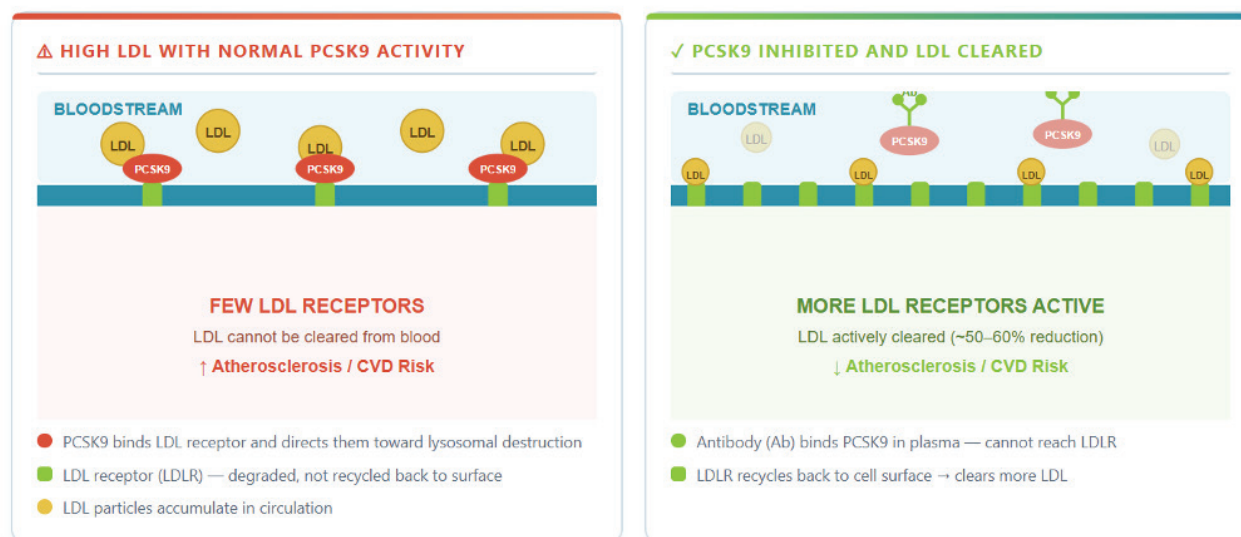 ⚠ HIGH LDL WITH NORMAL PCSK9 ACTIVITY
BLOODSTREAM
LDL
LDL
LDL
LDL
LDL
PCSK9
PCSK9
PCSK9
FEW LDL RECEPTORS
LDL cannot be cleared from blood
↑ Atherosclerosis / CVD Risk
PCSK9 binds LDL receptor and directs them toward lysosomal destruction
LDL receptor (LDLR) — degraded, not recycled back to surface
LDL particles accumulate in circulation
✓ PCSK9 INHIBITED AND LDL CLEARED
BLOODSTREAM
Ab
LDL
PCSK9
PCSK9
LDL
LDL
LDL
LDL
LDL
MORE LDL RECEPTORS ACTIVE
LDL actively cleared (~50–60% reduction)
↓ Atherosclerosis / CVD Risk
Antibody (Ab) binds PCSK9 in plasma — cannot reach LDLR
LDLR recycles back to cell surface → clears more LDL